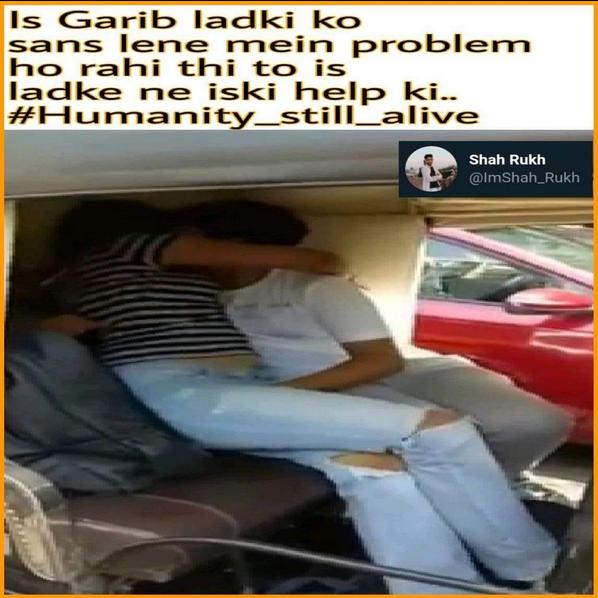 Is Garib ladki ko
sans lene mein problem
ho rahi thi to is
ladke ne iski help ki..
#Humanity_still_alive
Shah Rukh
@ImShah_Rukh